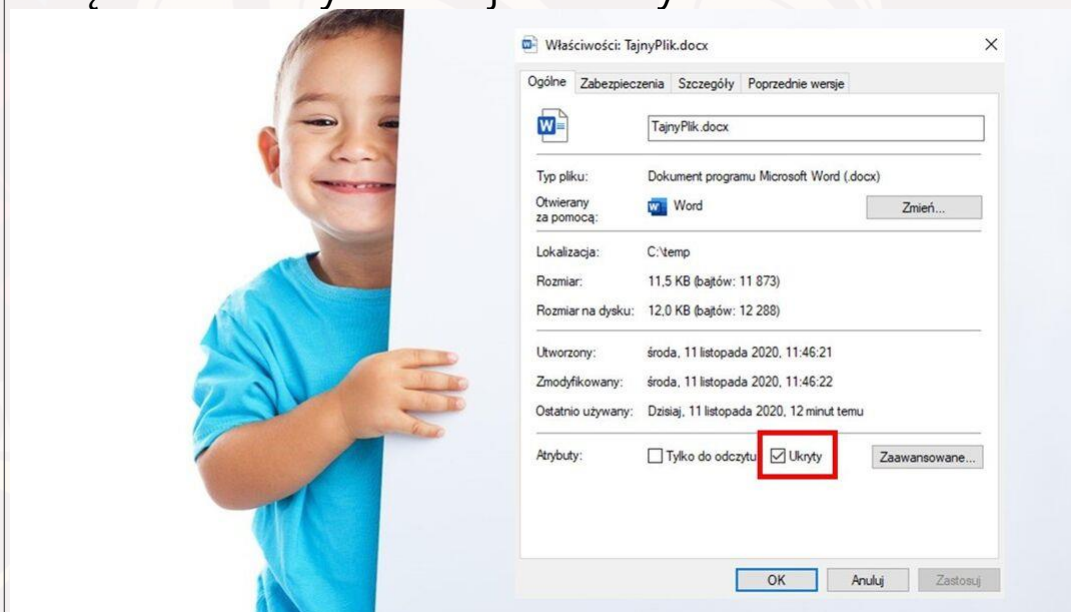 Właściwości: TajnyPlik.docx
Ogólne Zabezpieczenia Szczegóły Poprzednie wersje
TajnyPlik.docx
Typ pliku: Dokument programu Microsoft Word (.docx)
Otwierany za pomocą: Word Zmień...
Lokalizacja: C:\temp
Rozmiar: 11,5 KB (bajtów: 11 873)
Rozmiar na dysku: 12,0 KB (bajtów: 12 288)
Utworzony: środa, 11 listopada 2020, 11:46:21
Zmodyfikowany: środa, 11 listopada 2020, 11:46:22
Ostatnio używany: Dzisiaj, 11 listopada 2020, 12 minut temu
Atrybuty: Tylko do odczytu Ukryty Zaawansowane...
OK Anuluj Zastosuj